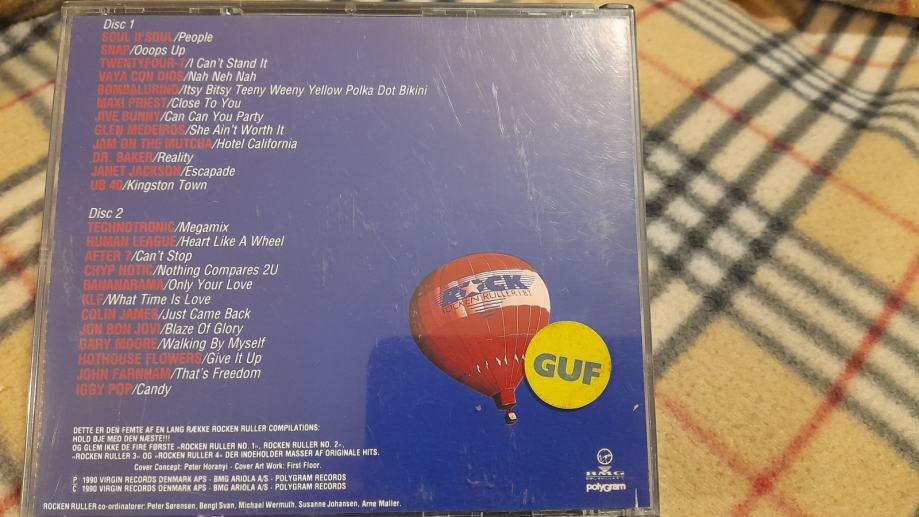 Disc 1
SOUL II SOUL/People
SNAP/Ooops Up
TWENTYFOUR-7/I Can't Stand It
VAYA CON DIOS/Nah Neh Nah
BOMBALURINO/Itsy Bitsy Teeny Weeny Yellow Polka Dot Bikini
MAXI PRIEST/Close To You
JIVE BUNNY/Can Can You Party
GLEN MEDEIROS/She Ain't Worth It
JAM ON THE MUTCHA/Hotel California
DR. BAKER/Reality
JANET JACKSON/Escapade
UB 40/Kingston Town
Disc 2
TECHNOTRONIC/Megamix
HUMAN LEAGUE/Heart Like A Wheel
AFTER 7/Can't Stop
CHYP NOTIC/Nothing Compares 2U
BANANARAMA/Only Your Love
KLF/What Time Is Love
COLIN JAMES/Just Came Back
JON BON JOVI/Blaze Of Glory
GARY MOORE/Walking By Myself
HOTHOUSE FLOWERS/Give It Up
JOHN FARNHAM/That's Freedom
IGGY POP/Candy
ROCK
GUF
DETTE ER DEN FEMTE AF EN LANG RÆKKE ROCKEN RULLER COMPILATIONS:
HOLD ØJE MED DEN NÆSTE!!!
OG GLEM IKKE DE FIRE FØRSTE »ROCKEN RULLER NO. 1«, ROCKEN RULLER NO. 2«,
»ROCKEN RULLER 3« OG »ROCKEN RULLER 4« DER INDEHOLDER MASSER AF ORIGINALE HITS.
Cover Concept: Peter Horanyi · Cover Art Work: First Floor.
P 1990 VIRGIN RECORDS DENMARK APS · BMG ARIOLA A/S · POLYGRAM RECORDS
C 1990 VIRGIN RECORDS DENMARK APS · BMG ARIOLA A/S · POLYGRAM RECORDS
BMG
polyGram
ROCKEN RULLER co-ordinatorer: Peter Sørensen, Bengt Svan, Michael Wermuth, Susanne Johansen, Arne Møller.